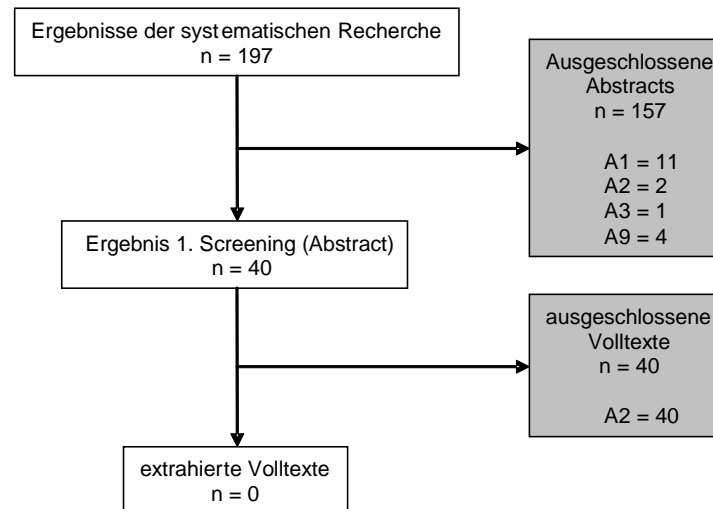 Ergebnisse der systematischen Recherche
n = 197
Ausgeschlossene
Abstracts
n = 157
A1 = 11
A2 = 2
A3 = 1
A9 = 4
Ergebnis 1. Screening (Abstract)
n = 40
ausgeschlossene
Volltexte
n = 40
A2 = 40
extrahierte Volltexte
n = 0